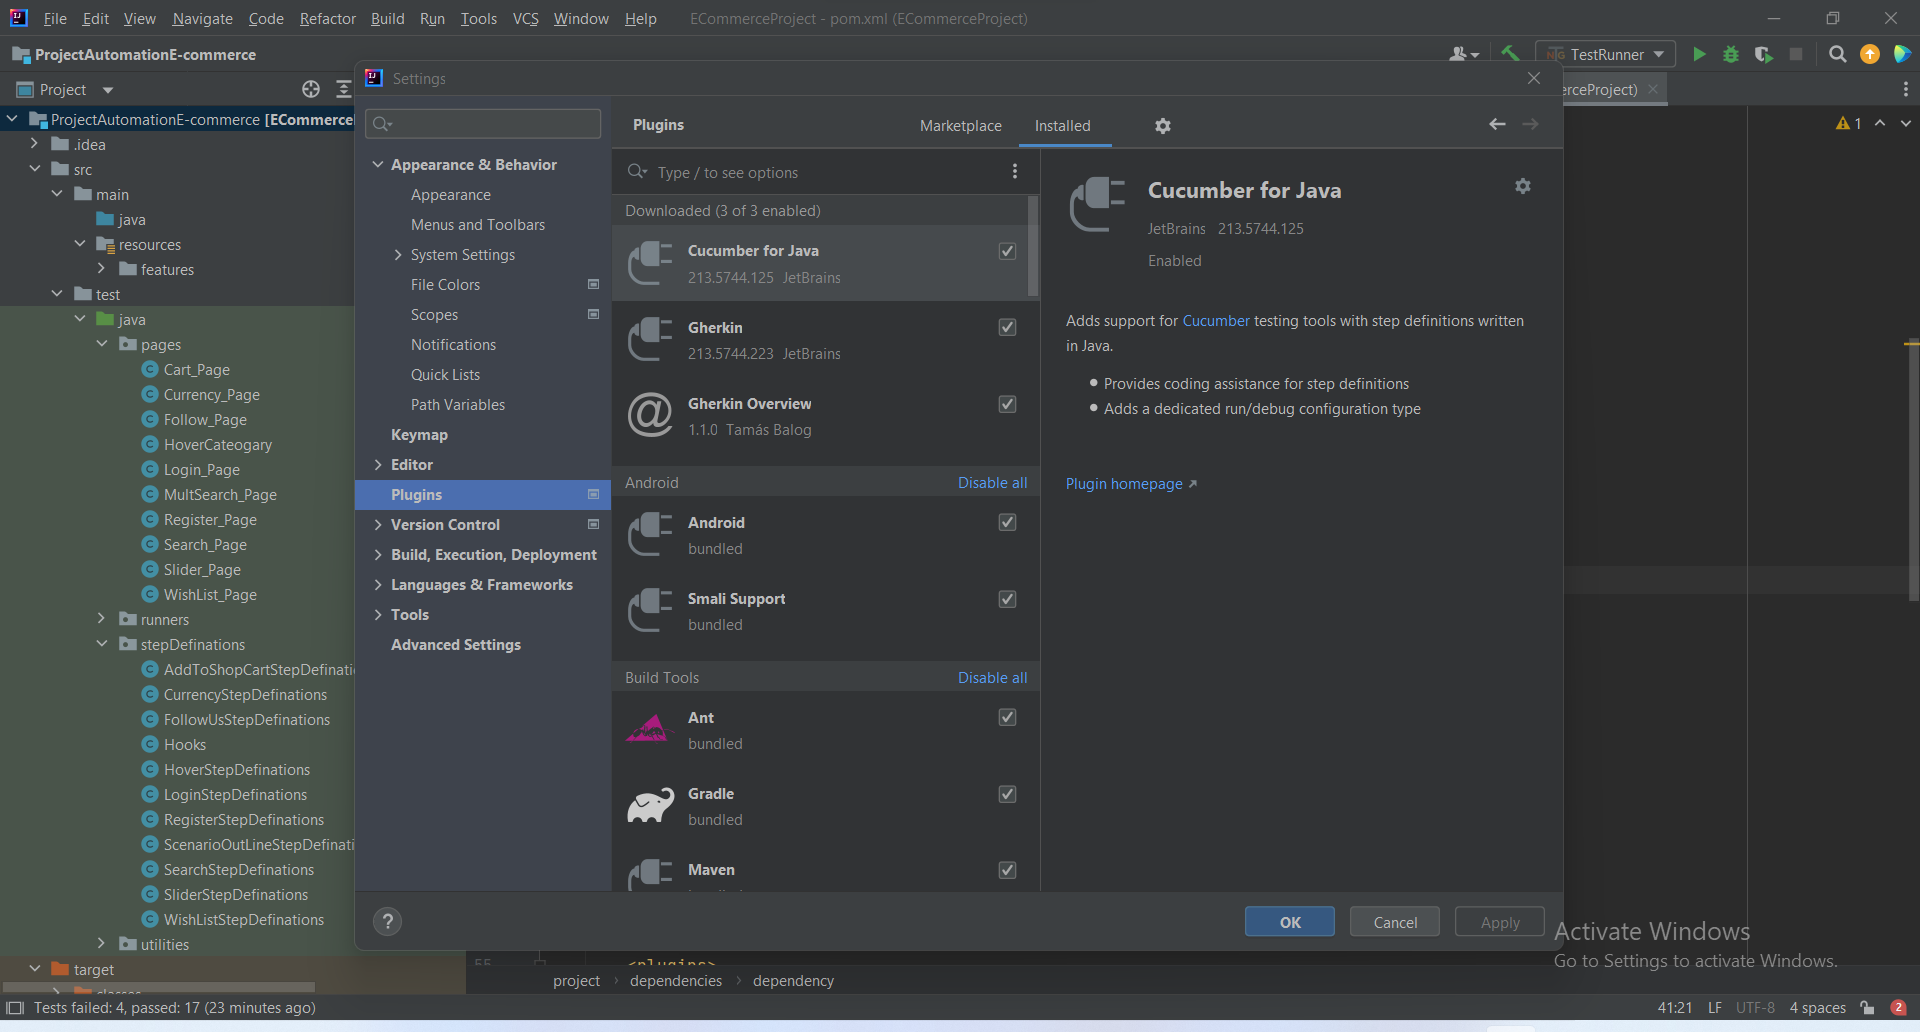 File Edit View Navigate Code Refactor Build Run Tools VCS Window Help ECommerceProject - pom.xml (ECommerceProject)
ProjectAutomationE-commerce
TestRunner
Project
erceProject)
ProjectAutomationE-commerce [ECommerce
.idea
src
main
java
resources
features
test
java
pages
Cart_Page
Currency_Page
Follow_Page
HoverCateogary
Login_Page
MultSearch_Page
Register_Page
Search_Page
Slider_Page
WishList_Page
runners
stepDefinations
AddToShopCartStepDefinati
CurrencyStepDefinations
FollowUsStepDefinations
Hooks
HoverStepDefinations
LoginStepDefinations
RegisterStepDefinations
ScenarioOutLineStepDefinati
SearchStepDefinations
SliderStepDefinations
WishListStepDefinations
utilities
target
classes
Settings
Appearance & Behavior
Appearance
Menus and Toolbars
System Settings
File Colors
Scopes
Notifications
Quick Lists
Path Variables
Keymap
Editor
Plugins
Version Control
Build, Execution, Deployment
Languages & Frameworks
Tools
Advanced Settings
Plugins
Marketplace
Installed
Type / to see options
Downloaded (3 of 3 enabled)
Cucumber for Java
213.5744.125 JetBrains
Gherkin
213.5744.223 JetBrains
Gherkin Overview
1.1.0 Tamás Balog
Android Disable all
Android
bundled
Smali Support
bundled
Build Tools Disable all
Ant
bundled
Gradle
bundled
Maven
Cucumber for Java
JetBrains 213.5744.125
Enabled
Adds support for Cucumber testing tools with step definitions written
in Java.
Provides coding assistance for step definitions
Adds a dedicated run/debug configuration type
Plugin homepage
?
OK
Cancel
Apply
1
Activate Windows
Go to Settings to activate Windows.
55
<plugins>
project dependencies dependency
Tests failed: 4, passed: 17 (23 minutes ago)
41:21 LF UTF-8 4 spaces 2